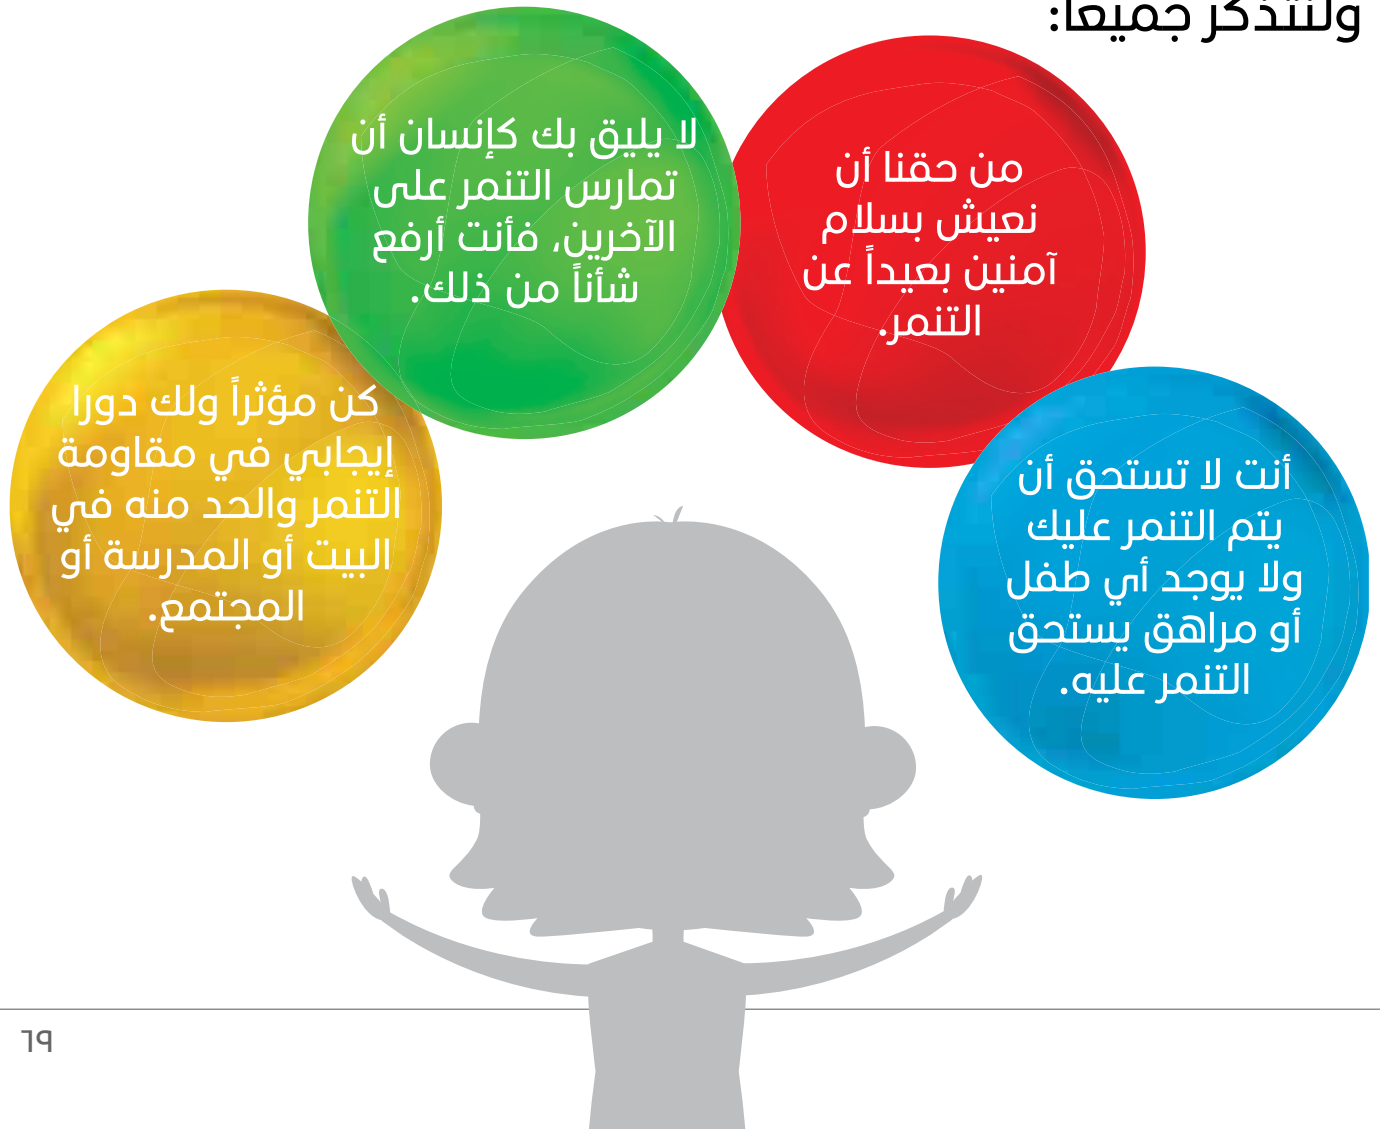 ولنتذكر جميعاً:
من حقنا أن
نعيش بسلام
آمنين بعيداً عن
التنمر.
لا يليق بك كإنسان أن
تمارس التنمر على
الآخرين، فأنت أرفع
شأناً من ذلك.
أنت لا تستحق أن
يتم التنمر عليك
ولا يوجد أي طفل
أو مراهق يستحق
التنمر عليه.
كن مؤثراً ولك دورا
إيجابي في مقاومة
التنمر والحد منه في
البيت أو المدرسة أو
المجتمع.
٦٩